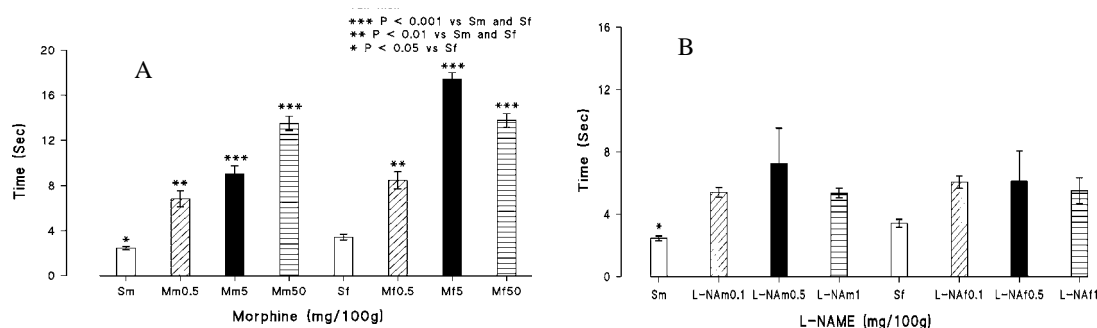 *** P < 0.001 vs Sm and Sf
** P < 0.01 vs Sm and Sf
* P < 0.05 vs Sf
A
20
16
12
8
4
0
Time (Sec)
*
**
***
***
**
***
***
Sm Mm0.5 Mm5 Mm50 Sf Mf0.5 Mf5 Mf50
Morphine (mg/100g)
B
16
12
8
4
0
Time (Sec)
*
Sm L-NAm0.1 L-NAm0.5 L-NAm1 Sf L-NAf0.1 L-NAf0.5 L-NAf1
L-NAME (mg/100g)